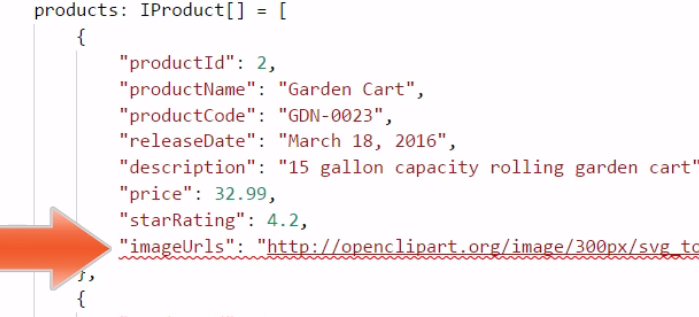 products: IProduct[] = [
{
"productId": 2,
"productName": "Garden Cart",
"productCode": "GDN-0023",
"releaseDate": "March 18, 2016",
"description": "15 gallon capacity rolling garden cart"
"price": 32.99,
"starRating": 4.2,
"imageUrls": "http://openclipart.org/image/300px/svg_to
},
{